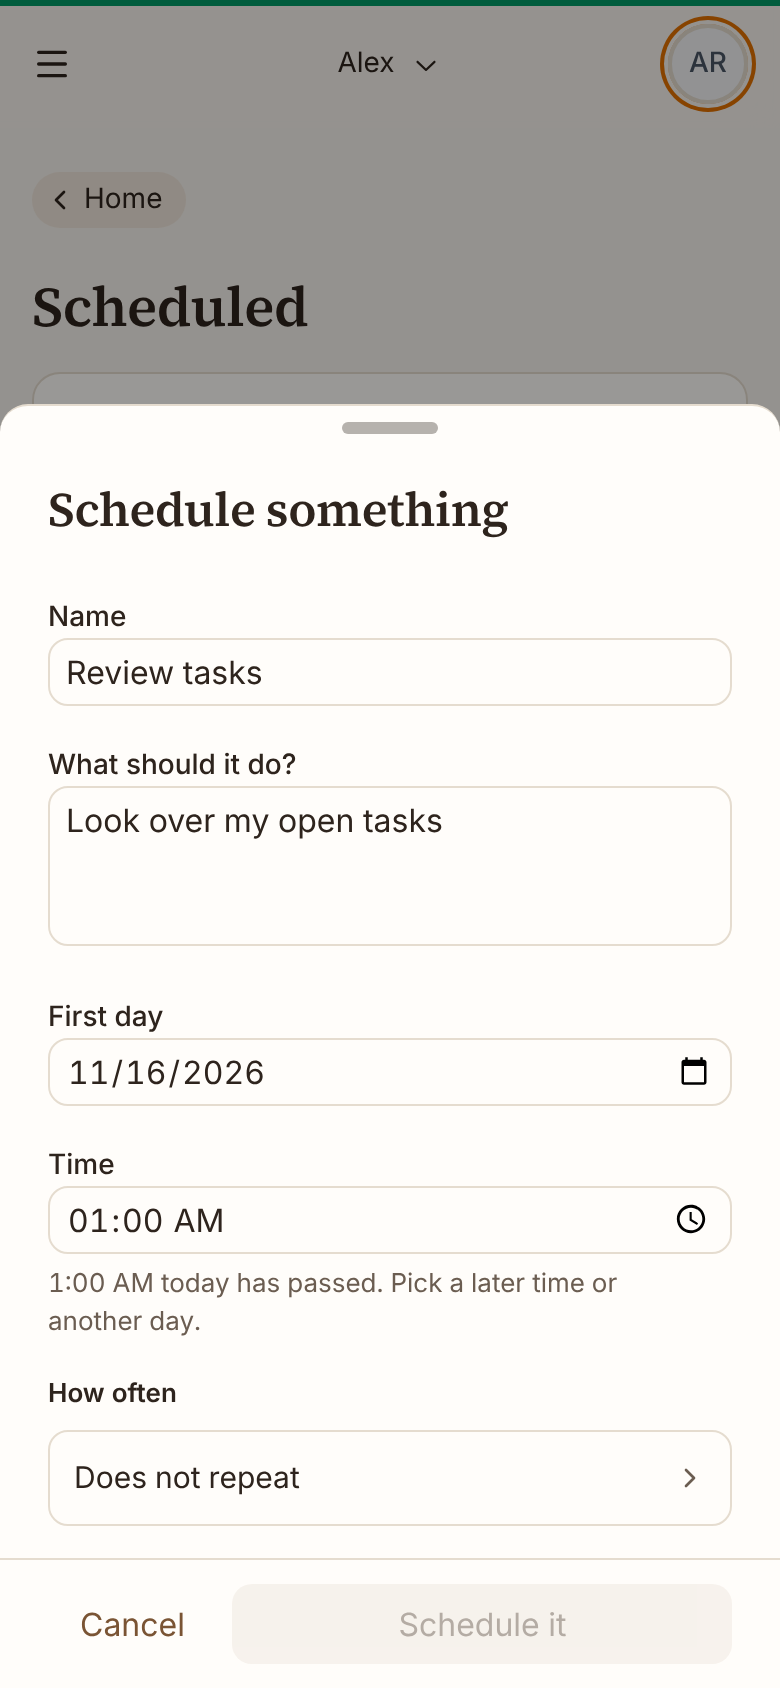 Alex
AR
Home
Scheduled
Schedule something
Name
Review tasks
What should it do?
Look over my open tasks
First day
11/16/2026
Time
01:00 AM
1:00 AM today has passed. Pick a later time or
another day.
How often
Does not repeat
Cancel
Schedule it